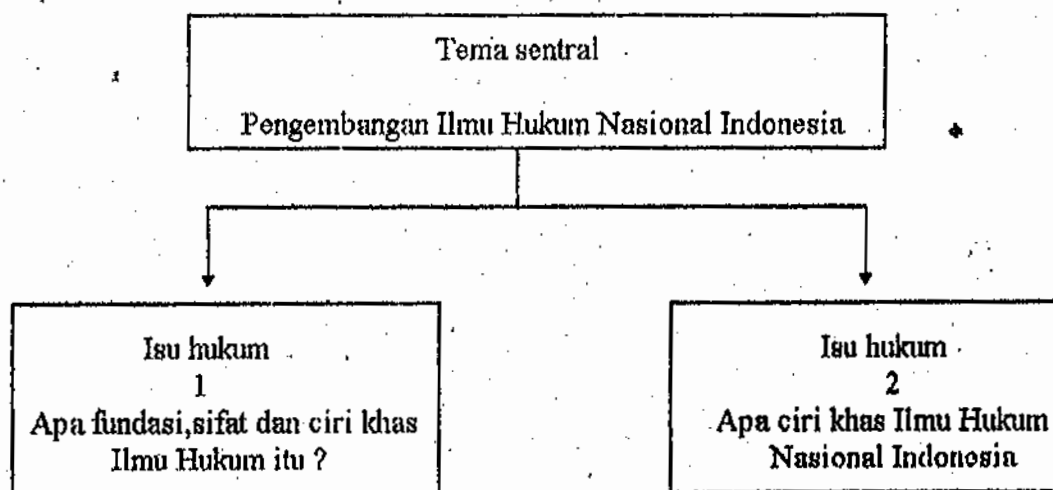 Tema sentral
Pengembangan Ilmu Hukum Nasional Indonesia
Isu hukum
1
Apa fundasi,sifat dan ciri khas
Ilmu Hukum itu ?
Isu hukum
2
Apa ciri khas Ilmu Hukum
Nasional Indonesia